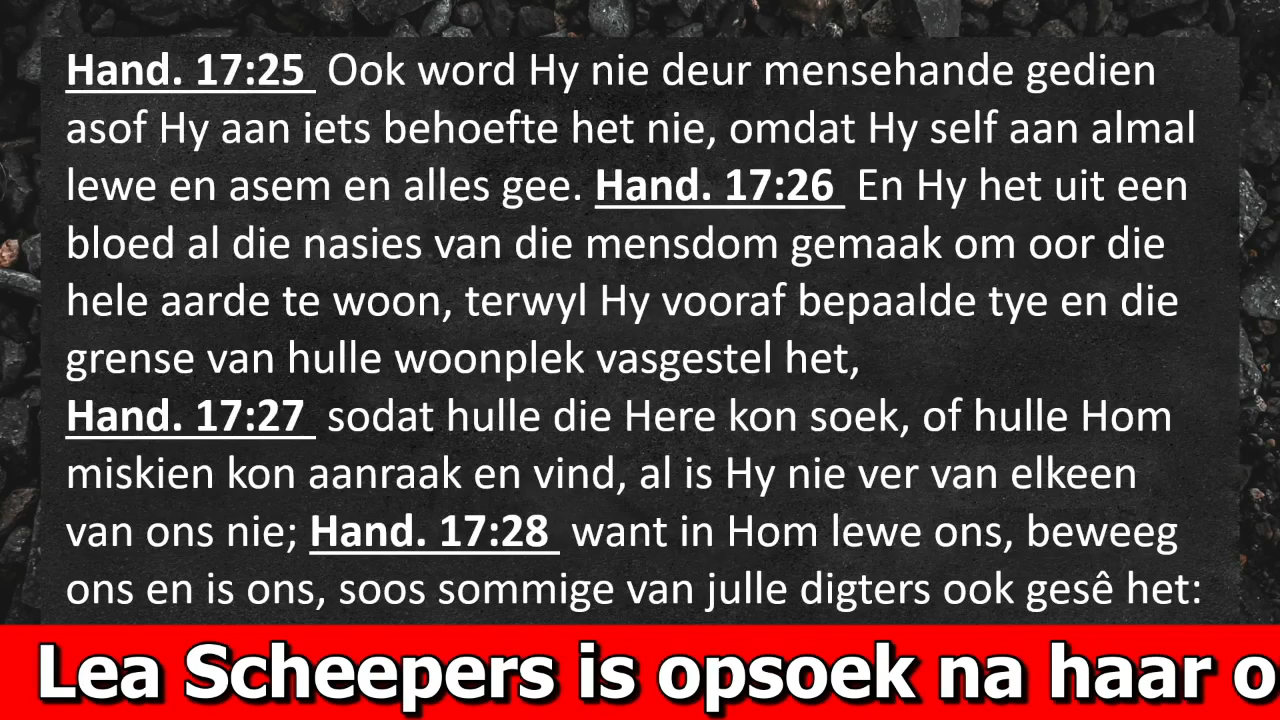 Hand. 17:25 Ook word Hy nie deur mensehande gedien
asof Hy aan iets behoefte het nie, omdat Hy self aan almal
lewe en asem en alles gee. Hand. 17:26 En Hy het uit een
bloed al die nasies van die mensdom gemaak om oor die
hele aarde te woon, terwyl Hy vooraf bepaalde tye en die
grense van hulle woonplek vasgestel het,
Hand. 17:27 sodat hulle die Here kon soek, of hulle Hom
miskien kon aanraak en vind, al is Hy nie ver van elkeen
van ons nie; Hand. 17:28 want in Hom lewe ons, beweeg
ons en is ons, soos sommige van julle digters ook gesê het:
Lea Scheepers is opsoek na haar